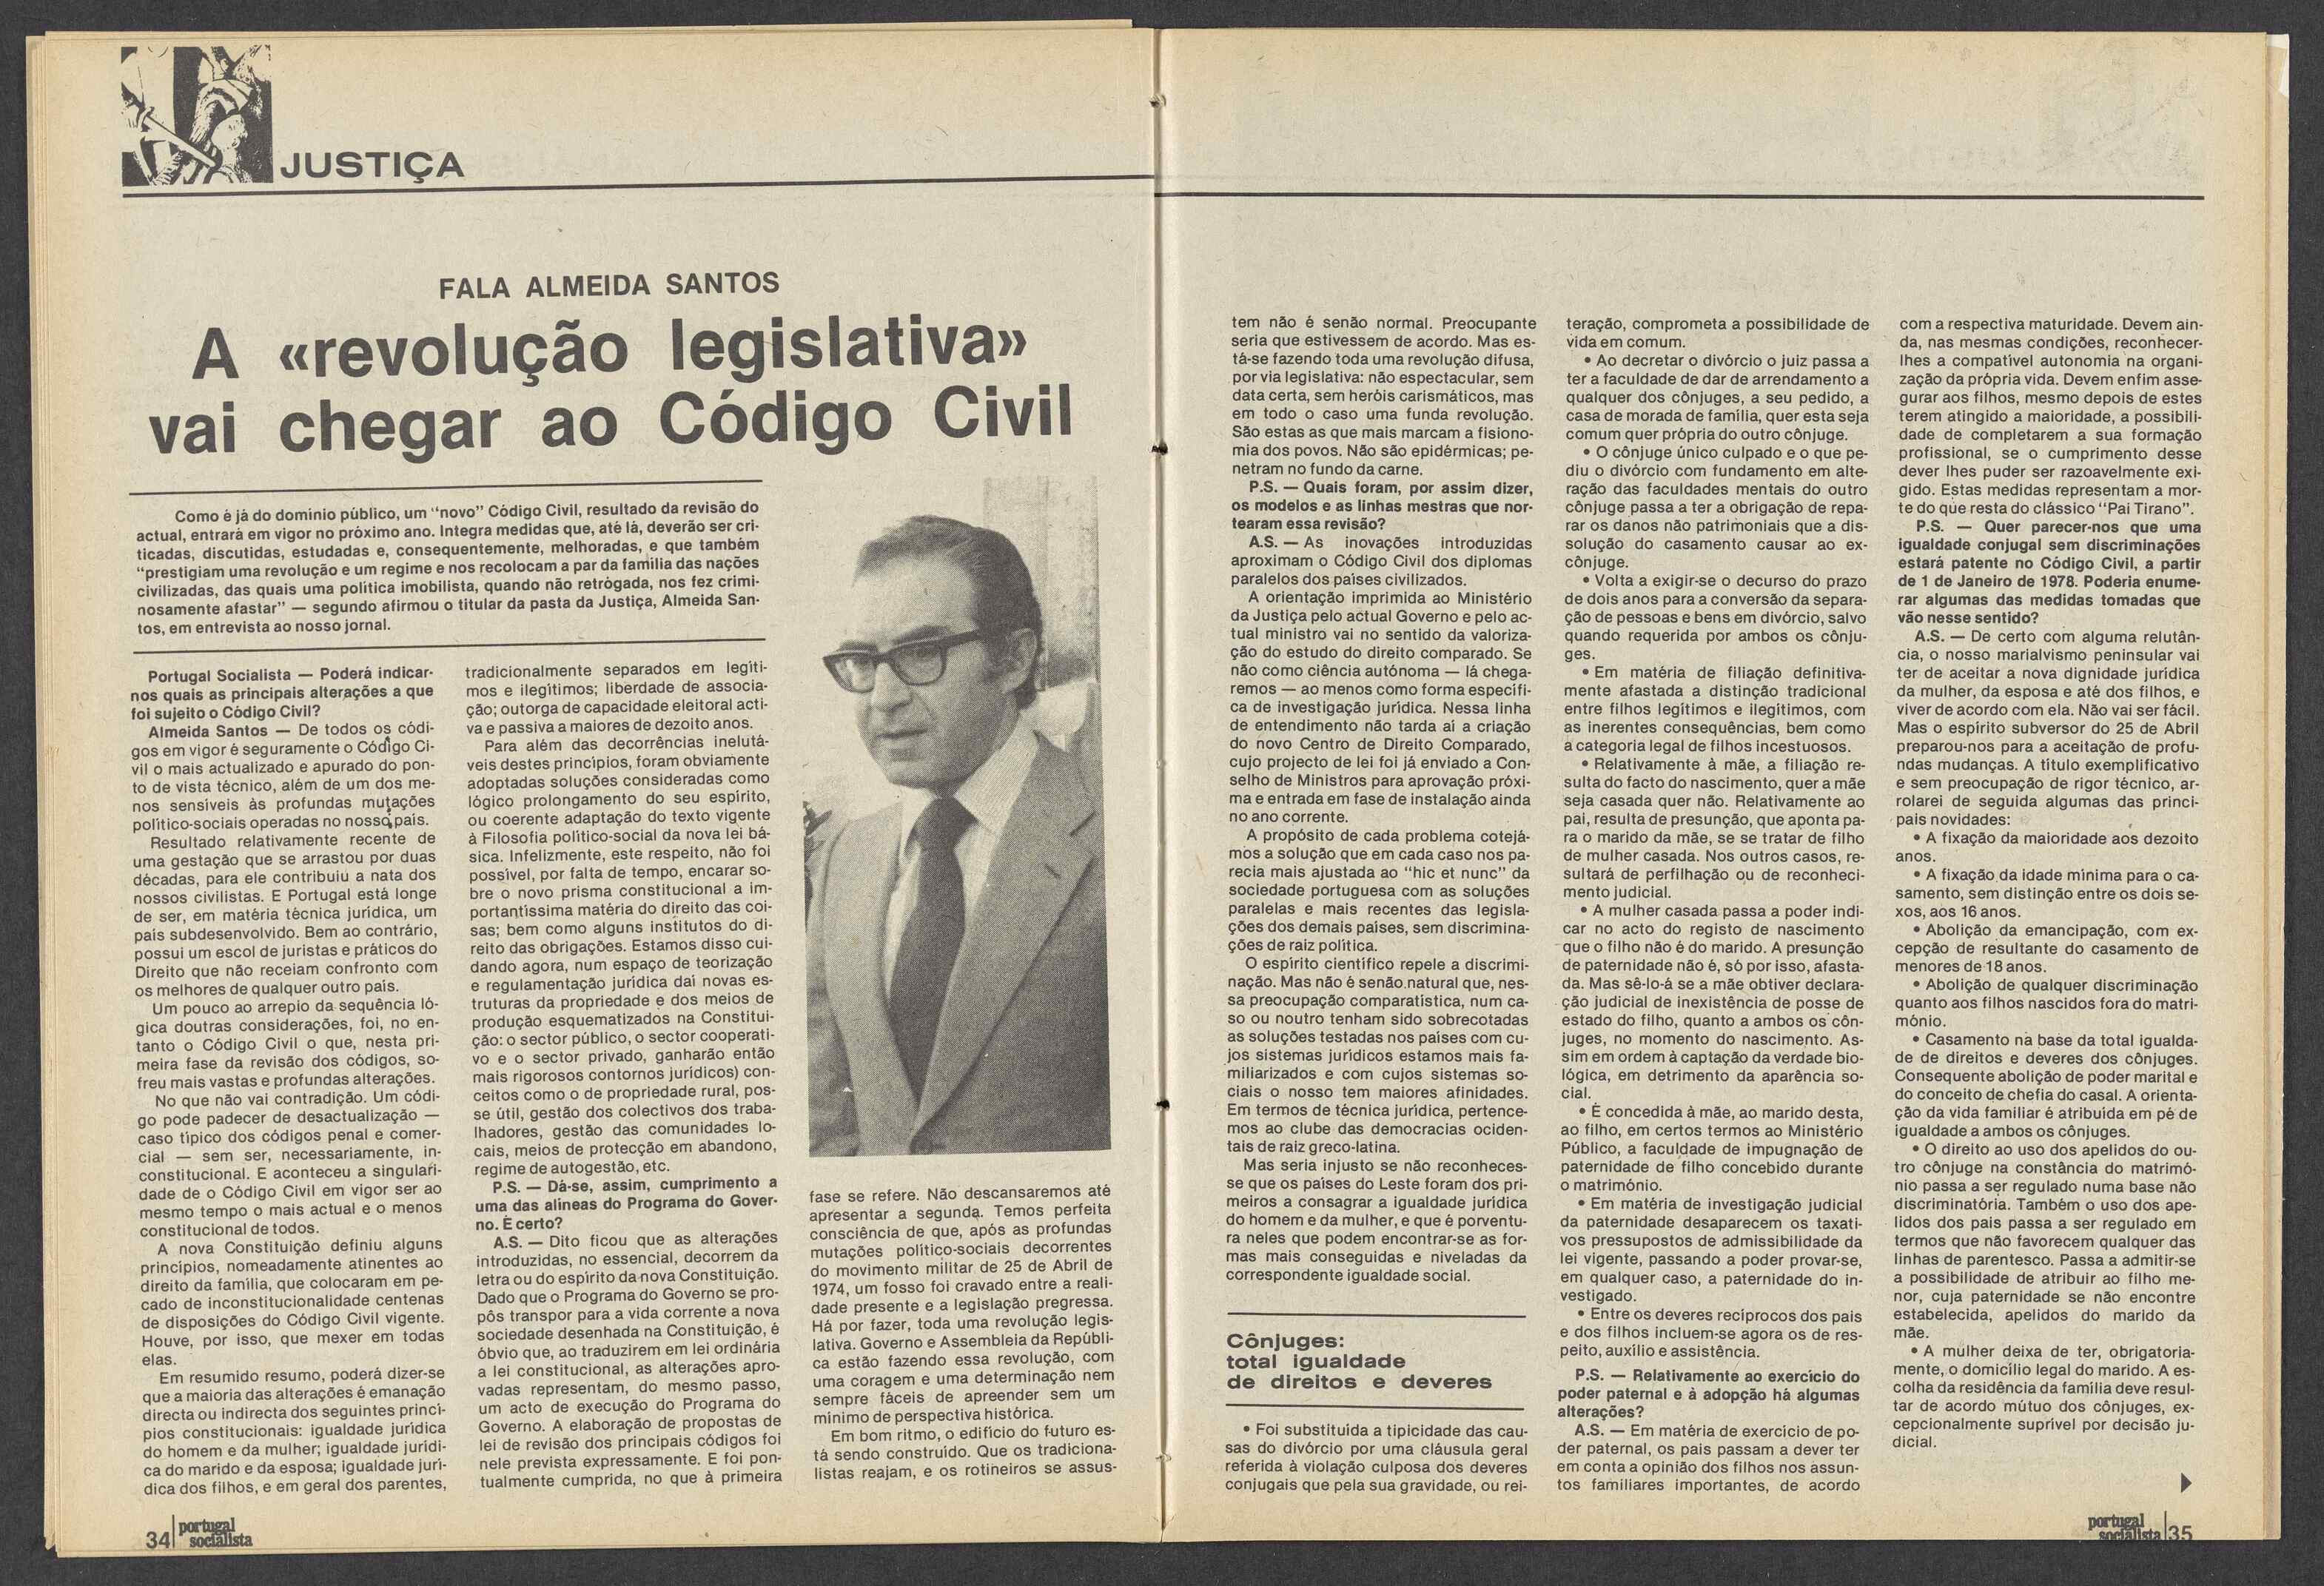 JUSTIÇA
FALA ALMEIDA SANTOS
A «revolução legislativa»
vai chegar ao Código Civil
Como é já do domínio público, um "novo" Código Civil, resultado da revisão do
actual, entrará em vigor no próximo ano. Integra medidas que, até lá, deverão ser cri-
ticadas, discutidas, estudadas e, consequentemente, melhoradas, e que também
"prestigiam uma revolução e um regime e nos recolocam a par da família das nações
civilizadas, das quais uma política imobilista, quando não retrógada, nos fez crimi-
nosamente afastar" — segundo afirmou o titular da pasta da Justiça, Almeida San-
tos, em entrevista ao nosso jornal.
Portugal Socialista — Poderá indicar-
nos quais as principais alterações a que
foi sujeito o Código Civil?
Almeida Santos — De todos os códi-
gos em vigor é seguramente o Código Ci-
vil o mais actualizado e apurado do pon-
to de vista técnico, além de um dos me-
nos sensíveis às profundas mutações
político-sociais operadas no nosso país.
Resultado relativamente recente de
uma gestação que se arrastou por duas
décadas, para ele contribuiu a nata dos
nossos civilistas. E Portugal está longe
de ser, em matéria técnica jurídica, um
país subdesenvolvido. Bem ao contrário,
possui um escol de juristas e práticos do
Direito que não receiam confronto com
os melhores de qualquer outro país.
Um pouco ao arrepio da sequência ló-
gica doutras considerações, foi, no en-
tanto o Código Civil o que, nesta pri-
meira fase da revisão dos códigos, so-
freu mais vastas e profundas alterações.
No que não vai contradição. Um códi-
go pode padecer de desactualização —
caso típico dos códigos penal e comer-
cial — sem ser, necessariamente, in-
constitucional. E aconteceu a singulari-
dade de o Código Civil em vigor ser ao
mesmo tempo o mais actual e o menos
constitucional de todos.
A nova Constituição definiu alguns
princípios, nomeadamente atinentes ao
direito da família, que colocaram em pe-
cado de inconstitucionalidade centenas
de disposições do Código Civil vigente.
Houve, por isso, que mexer em todas
elas.
Em resumido resumo, poderá dizer-se
que a maioria das alterações é emanação
directa ou indirecta dos seguintes princí-
pios constitucionais: igualdade jurídica
do homem e da mulher; igualdade jurídi-
ca do marido e da esposa; igualdade jurí-
dica dos filhos, e em geral dos parentes,
tradicionalmente separados em legíti-
mos e ilegítimos; liberdade de associa-
ção; outorga de capacidade eleitoral acti-
va e passiva a maiores de dezoito anos.
Para além das decorrências inelutá-
veis destes princípios, foram obviamente
adoptadas soluções consideradas como
lógico prolongamento do seu espírito,
ou coerente adaptação do texto vigente
à Filosofia político-social da nova lei bá-
sica. Infelizmente, este respeito, não foi
possível, por falta de tempo, encarar so-
bre o novo prisma constitucional a im-
portantíssima matéria do direito das coi-
sas; bem como alguns institutos do di-
reito das obrigações. Estamos disso cui-
dando agora, num espaço de teorização
e regulamentação jurídica daí novas es-
truturas da propriedade e dos meios de
produção esquematizados na Constitui-
ção: o sector público, o sector cooperati-
vo e o sector privado, ganharão então
mais rigorosos contornos jurídicos) con-
ceitos como o de propriedade rural, pos-
se útil, gestão dos colectivos dos traba-
lhadores, gestão das comunidades lo-
cais, meios de protecção em abandono,
regime de autogestão, etc.
P.S. — Dá-se, assim, cumprimento a
uma das alíneas do Programa do Gover-
no. É certo?
A.S. — Dito ficou que as alterações
introduzidas, no essencial, decorrem da
letra ou do espírito da nova Constituição.
Dado que o Programa do Governo se pro-
pôs transpor para a vida corrente a nova
sociedade desenhada na Constituição, é
óbvio que, ao traduzirem em lei ordinária
a lei constitucional, as alterações apro-
vadas representam, do mesmo passo,
um acto de execução do Programa do
Governo. A elaboração de propostas de
lei de revisão dos principais códigos foi
nele prevista expressamente. E foi pon-
tualmente cumprida, no que à primeira
fase se refere. Não descansaremos até
apresentar a segunda. Temos perfeita
consciência de que, após as profundas
mutações político-sociais decorrentes
do movimento militar de 25 de Abril de
1974, um fosso foi cravado entre a reali-
dade presente e a legislação pregressa.
Há por fazer, toda uma revolução legis-
lativa. Governo e Assembleia da Repúbli-
ca estão fazendo essa revolução, com
uma coragem e uma determinação nem
sempre fáceis de apreender sem um
mínimo de perspectiva histórica.
Em bom ritmo, o edifício do futuro es-
tá sendo construído. Que os tradiciona-
listas reajam, e os rotineiros se assus-
34 portugal
socialista
tem não é senão normal. Preocupante
seria que estivessem de acordo. Mas es-
tá-se fazendo toda uma revolução difusa,
por via legislativa: não espectacular, sem
data certa, sem heróis carismáticos, mas
em todo o caso uma funda revolução.
São estas as que mais marcam a fisiono-
mia dos povos. Não são epidérmicas; pe-
netram no fundo da carne.
P.S. — Quais foram, por assim dizer,
os modelos e as linhas mestras que nor-
tearam essa revisão?
A.S. — As inovações introduzidas
aproximam o Código Civil dos diplomas
paralelos dos países civilizados.
A orientação imprimida ao Ministério
da Justiça pelo actual Governo e pelo ac-
tual ministro vai no sentido da valoriza-
ção do estudo do direito comparado. Se
não como ciência autónoma — lá chega-
remos — ao menos como forma específi-
ca de investigação jurídica. Nessa linha
de entendimento não tarda aí a criação
do novo Centro de Direito Comparado,
cujo projecto de lei foi já enviado a Con-
selho de Ministros para aprovação próxi-
ma e entrada em fase de instalação ainda
no ano corrente.
A propósito de cada problema cotejá-
mos a solução que em cada caso nos pa-
recia mais ajustada ao "hic et nunc" da
sociedade portuguesa com as soluções
paralelas e mais recentes das legisla-
ções dos demais países, sem discrimina-
ções de raiz política.
O espírito científico repele a discrimi-
nação. Mas não é senão natural que, nes-
sa preocupação comparatística, num ca-
so ou noutro tenham sido sobrecotadas
as soluções testadas nos países com cu-
jos sistemas jurídicos estamos mais fa-
miliarizados e com cujos sistemas so-
ciais o nosso tem maiores afinidades.
Em termos de técnica jurídica, pertence-
mos ao clube das democracias ociden-
tais de raiz greco-latina.
Mas seria injusto se não reconheces-
se que os países do Leste foram dos pri-
meiros a consagrar a igualdade jurídica
do homem e da mulher, e que é porventu-
ra neles que podem encontrar-se as for-
mas mais conseguidas e niveladas da
correspondente igualdade social.
Cônjuges:
total igualdade
de direitos e deveres
• Foi substituída a tipicidade das cau-
sas do divórcio por uma cláusula geral
referida à violação culposa dos deveres
conjugais que pela sua gravidade, ou rei-
teração, comprometa a possibilidade de
vida em comum.
• Ao decretar o divórcio o juiz passa a
ter a faculdade de dar de arrendamento a
qualquer dos cônjuges, a seu pedido, a
casa de morada de família, quer esta seja
comum quer própria do outro cônjuge.
• O cônjuge único culpado e o que pe-
diu o divórcio com fundamento em alte-
ração das faculdades mentais do outro
cônjuge passa a ter a obrigação de repa-
rar os danos não patrimoniais que a dis-
solução do casamento causar ao ex-
cônjuge.
• Volta a exigir-se o decurso do prazo
de dois anos para a conversão da separa-
ção de pessoas e bens em divórcio, salvo
quando requerida por ambos os cônju-
ges.
• Em matéria de filiação definitiva-
mente afastada a distinção tradicional
entre filhos legítimos e ilegítimos, com
as inerentes consequências, bem como
a categoria legal de filhos incestuosos.
• Relativamente à mãe, a filiação re-
sulta do facto do nascimento, quer a mãe
seja casada quer não. Relativamente ao
pai, resulta de presunção, que aponta pa-
ra o marido da mãe, se se tratar de filho
de mulher casada. Nos outros casos, re-
sultará de perfilhação ou de reconheci-
mento judicial.
• A mulher casada passa a poder indi-
car no acto do registo de nascimento
que o filho não é do marido. A presunção
de paternidade não é, só por isso, afasta-
da. Mas sê-lo-á se a mãe obtiver declara-
ção judicial de inexistência de posse de
estado do filho, quanto a ambos os côn-
juges, no momento do nascimento. As-
sim em ordem à captação da verdade bio-
lógica, em detrimento da aparência so-
cial.
• É concedida à mãe, ao marido desta,
ao filho, em certos termos ao Ministério
Público, a faculdade de impugnação de
paternidade de filho concebido durante
o matrimónio.
• Em matéria de investigação judicial
da paternidade desaparecem os taxati-
vos pressupostos de admissibilidade da
lei vigente, passando a poder provar-se,
em qualquer caso, a paternidade do in-
vestigado.
• Entre os deveres recíprocos dos pais
e dos filhos incluem-se agora os de res-
peito, auxílio e assistência.
P.S. — Relativamente ao exercício do
poder paternal e à adopção há algumas
alterações?
A.S. — Em matéria de exercício de po-
der paternal, os pais passam a dever ter
em conta a opinião dos filhos nos assun-
tos familiares importantes, de acordo
com a respectiva maturidade. Devem ain-
da, nas mesmas condições, reconhecer-
lhes a compatível autonomia na organi-
zação da própria vida. Devem enfim asse-
gurar aos filhos, mesmo depois de estes
terem atingido a maioridade, a possibili-
dade de completarem a sua formação
profissional, se o cumprimento desse
dever lhes puder ser razoavelmente exi-
gido. Estas medidas representam a mor-
te do que resta do clássico "Pai Tirano".
P.S. — Quer parecer-nos que uma
igualdade conjugal sem discriminações
estará patente no Código Civil, a partir
de 1 de Janeiro de 1978. Poderia enume-
rar algumas das medidas tomadas que
vão nesse sentido?
A.S. — De certo com alguma relutân-
cia, o nosso marialvismo peninsular vai
ter de aceitar a nova dignidade jurídica
da mulher, da esposa e até dos filhos, e
viver de acordo com ela. Não vai ser fácil.
Mas o espírito subversor do 25 de Abril
preparou-nos para a aceitação de profu-
ndas mudanças. A título exemplificativo
e sem preocupação de rigor técnico, ar-
rolarei de seguida algumas das princi-
pais novidades:
• A fixação da maioridade aos dezoito
anos.
• A fixação da idade mínima para o ca-
samento, sem distinção entre os dois se-
xos, aos 16 anos.
• Abolição da emancipação, com ex-
cepção de resultante do casamento de
menores de 18 anos.
• Abolição de qualquer discriminação
quanto aos filhos nascidos fora do matri-
mónio.
• Casamento na base da total igualda-
de de direitos e deveres dos cônjuges.
Consequente abolição de poder marital e
do conceito de chefia do casal. A orienta-
ção da vida familiar é atribuída em pé de
igualdade a ambos os cônjuges.
• O direito ao uso dos apelidos do ou-
tro cônjuge na constância do matrimó-
nio passa a ser regulado numa base não
discriminatória. Também o uso dos ape-
lidos dos pais passa a ser regulado em
termos que não favorecem qualquer das
linhas de parentesco. Passa a admitir-se
a possibilidade de atribuir ao filho me-
nor, cuja paternidade se não encontre
estabelecida, apelidos do marido da
mãe.
• A mulher deixa de ter, obrigatoria-
mente, o domicílio legal do marido. A es-
colha da residência da família deve resul-
tar de acordo mútuo dos cônjuges, ex-
cepcionalmente suprível por decisão ju-
dicial.
portugal
socialista 35